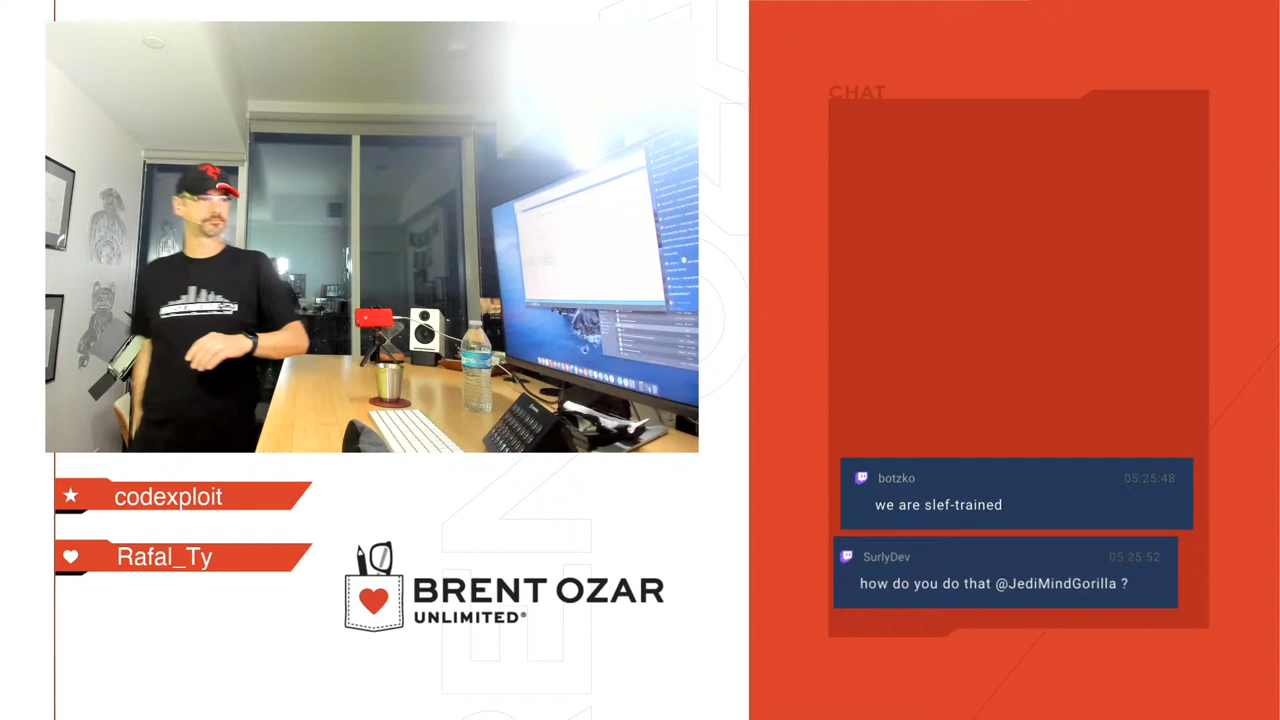 CHAT
botzko 05:25:48
we are slef-trained
SurlyDev 05:25:52
how do you do that @JediMindGorilla ?
codexploit
Rafal_Ty
BRENT OZAR
UNLIMITED®